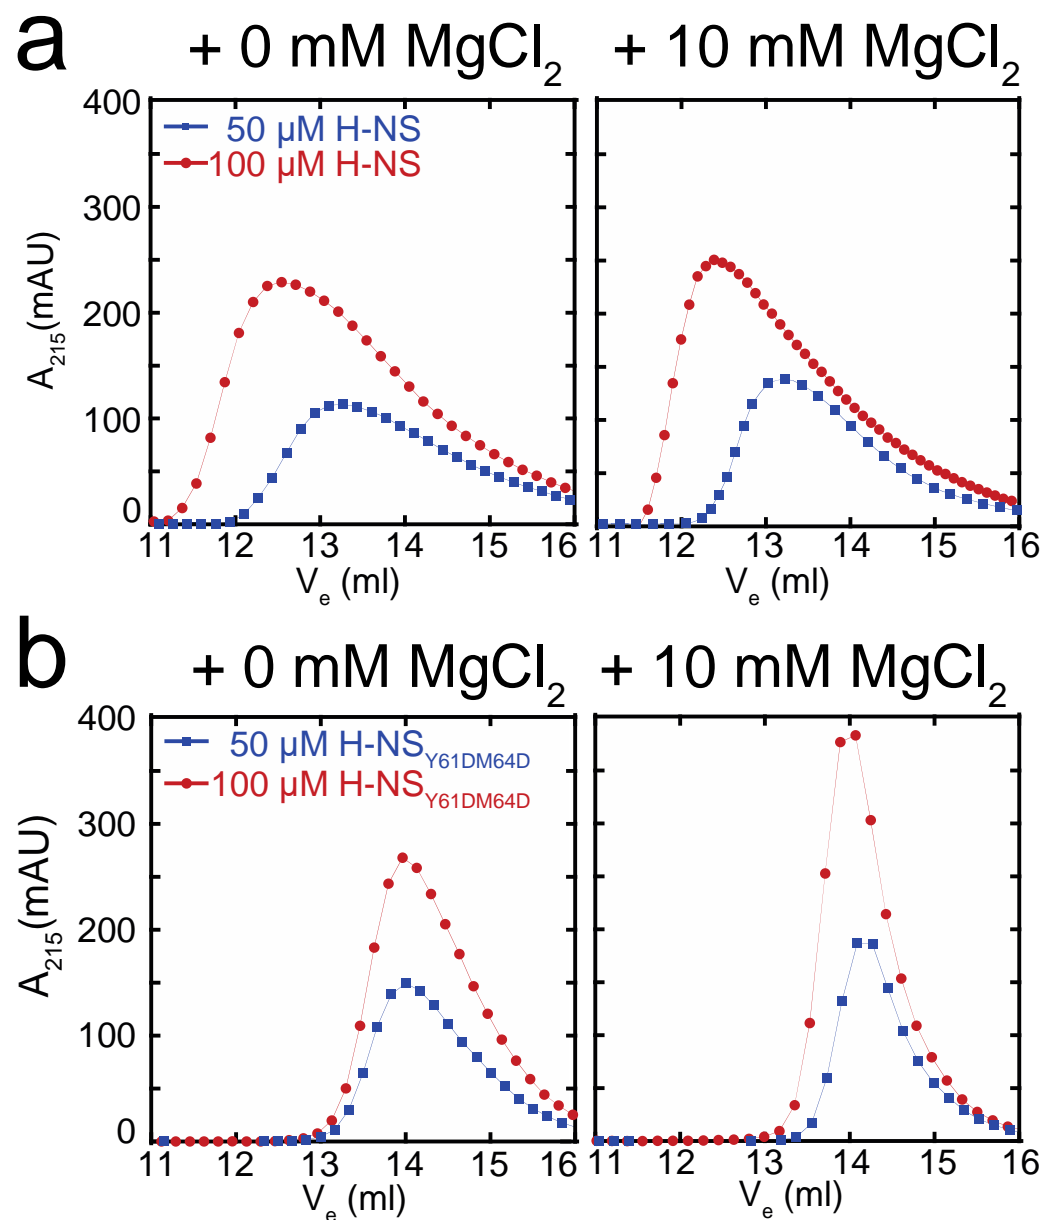 a
+ 0 mM MgCl2
+ 10 mM MgCl2
A215(mAU)
400
300
200
100
0
50 µM H-NS
100 µM H-NS
11 12 13 14 15 16
11 12 13 14 15 16
Ve (ml)
Ve (ml)
b
+ 0 mM MgCl2
+ 10 mM MgCl2
A215(mAU)
400
300
200
100
0
50 µM H-NSY61DM64D
100 µM H-NSY61DM64D
11 12 13 14 15 16
11 12 13 14 15 16
Ve (ml)
Ve (ml)